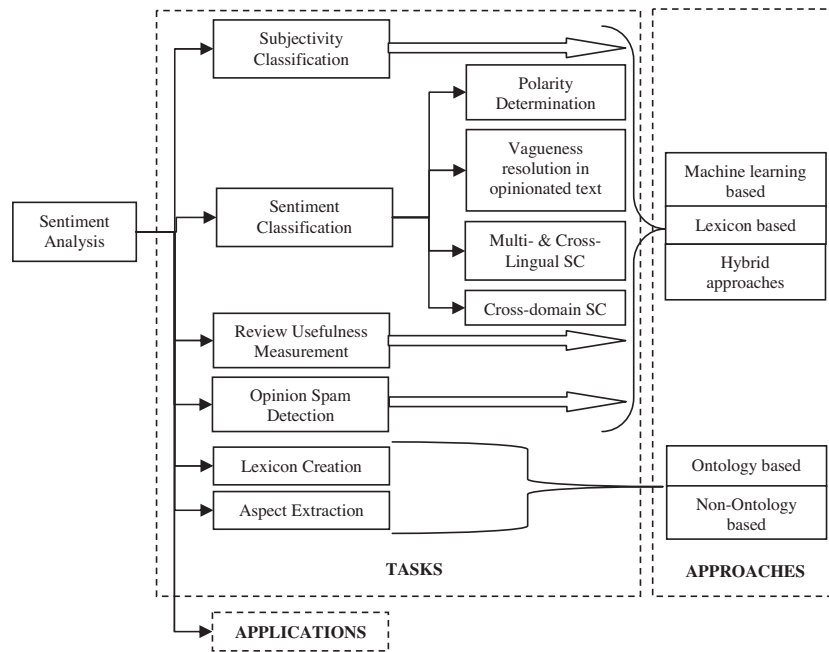 Sentiment
Analysis
Subjectivity
Classification
Sentiment
Classification
Polarity
Determination
Vagueness
resolution in
opinionated text
Multi- & Cross-
Lingual SC
Cross-domain SC
Review Usefulness
Measurement
Opinion Spam
Detection
Lexicon Creation
Aspect Extraction
TASKS
APPLICATIONS
Machine learning
based
Lexicon based
Hybrid
approaches
Ontology based
Non-Ontology
based
APPROACHES